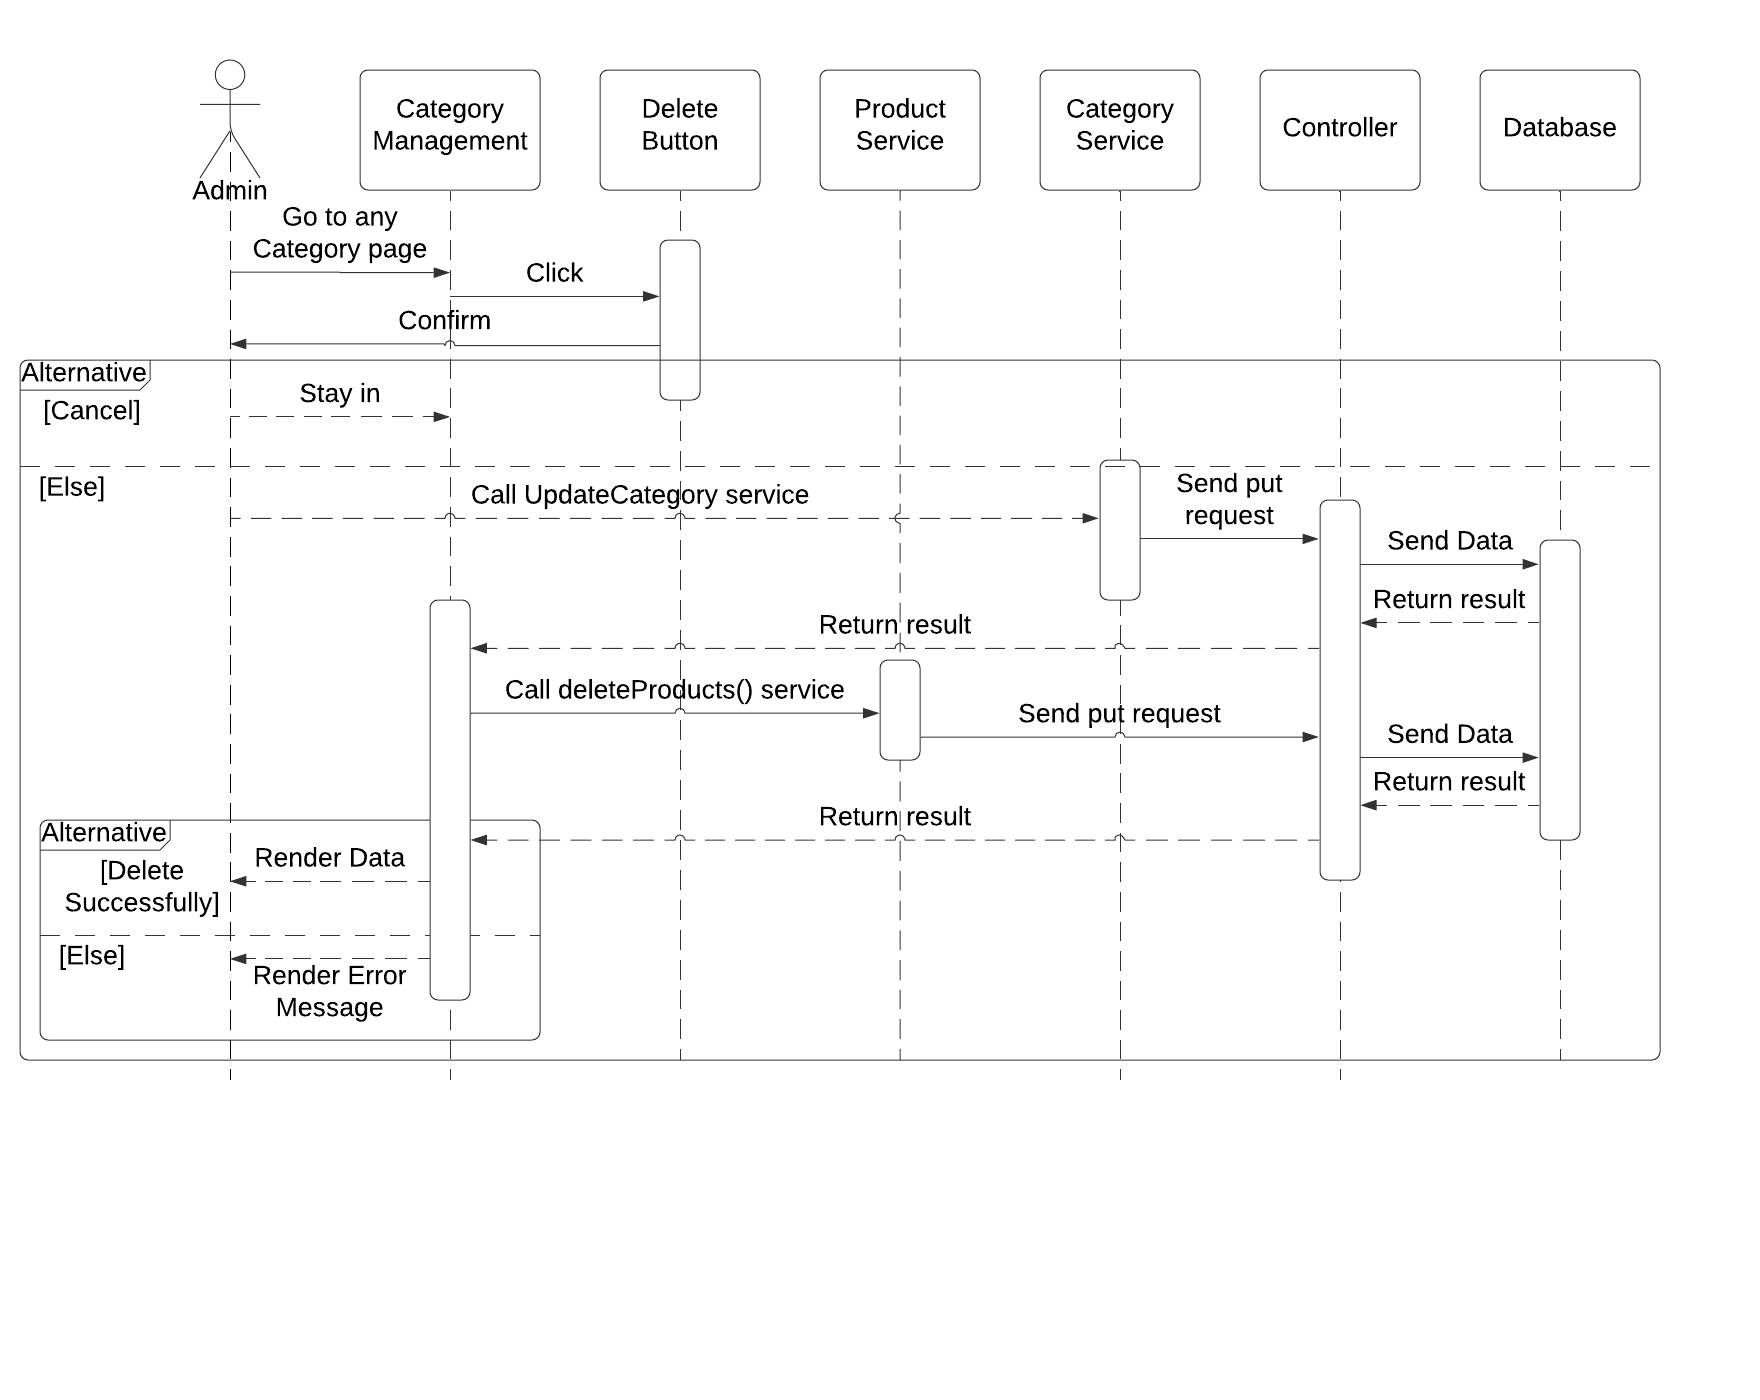 Category
Management
Delete
Button
Product
Service
Category
Service
Controller
Database
Admin
Go to any
Category page
Click
Confirm
Alternative
[Cancel]
Stay in
[Else]
Call UpdateCategory service
Send put
request
Send Data
Return result
Return result
Call deleteProducts() service
Send put request
Send Data
Return result
Return result
Alternative
[Delete
Successfully]
Render Data
[Else]
Render Error
Message